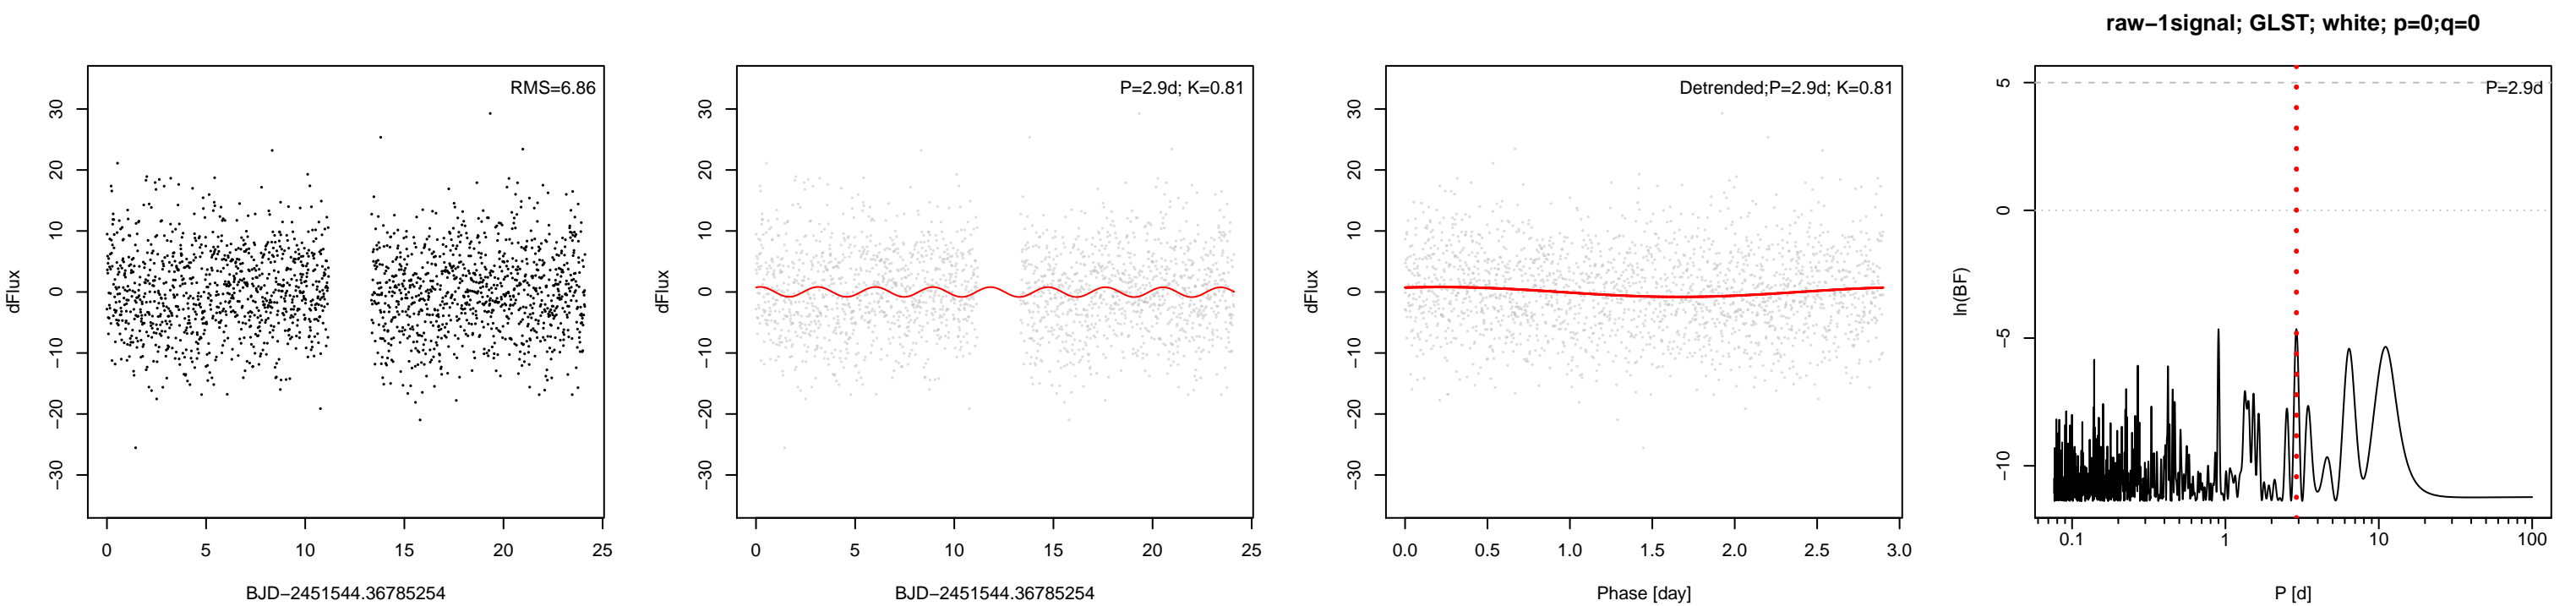 raw−1signal; GLST; white; p=0;q=0
RMS=6.86
dFlux
30
20
10
0
−10
−20
−30
0 5 10 15 20 25
BJD−2451544.36785254
P=2.9d; K=0.81
dFlux
30
20
10
0
−10
−20
−30
0 5 10 15 20 25
BJD−2451544.36785254
Detrended;P=2.9d; K=0.81
dFlux
30
20
10
0
−10
−20
−30
0.0 0.5 1.0 1.5 2.0 2.5 3.0
Phase [day]
P=2.9d
ln(BF)
5
0
−5
−10
0.1 1 10 100
P [d]